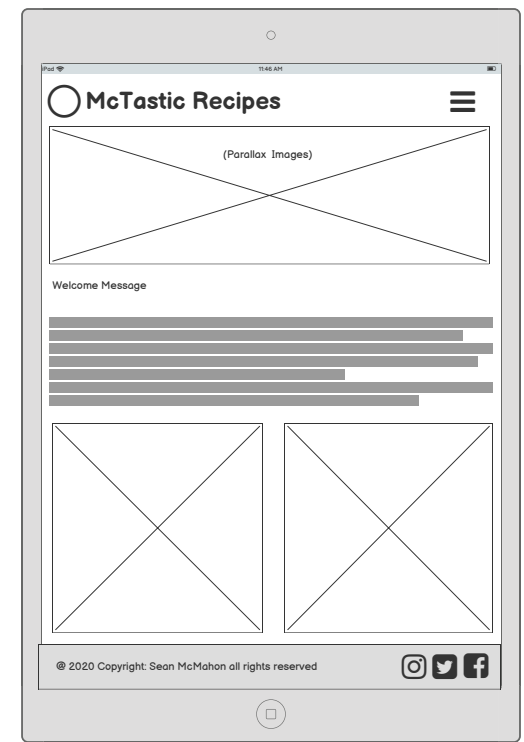 iPad
11:46 AM
McTastic Recipes
(Parallax Images)
Welcome Message
@ 2020 Copyright: Sean McMahon all rights reserved